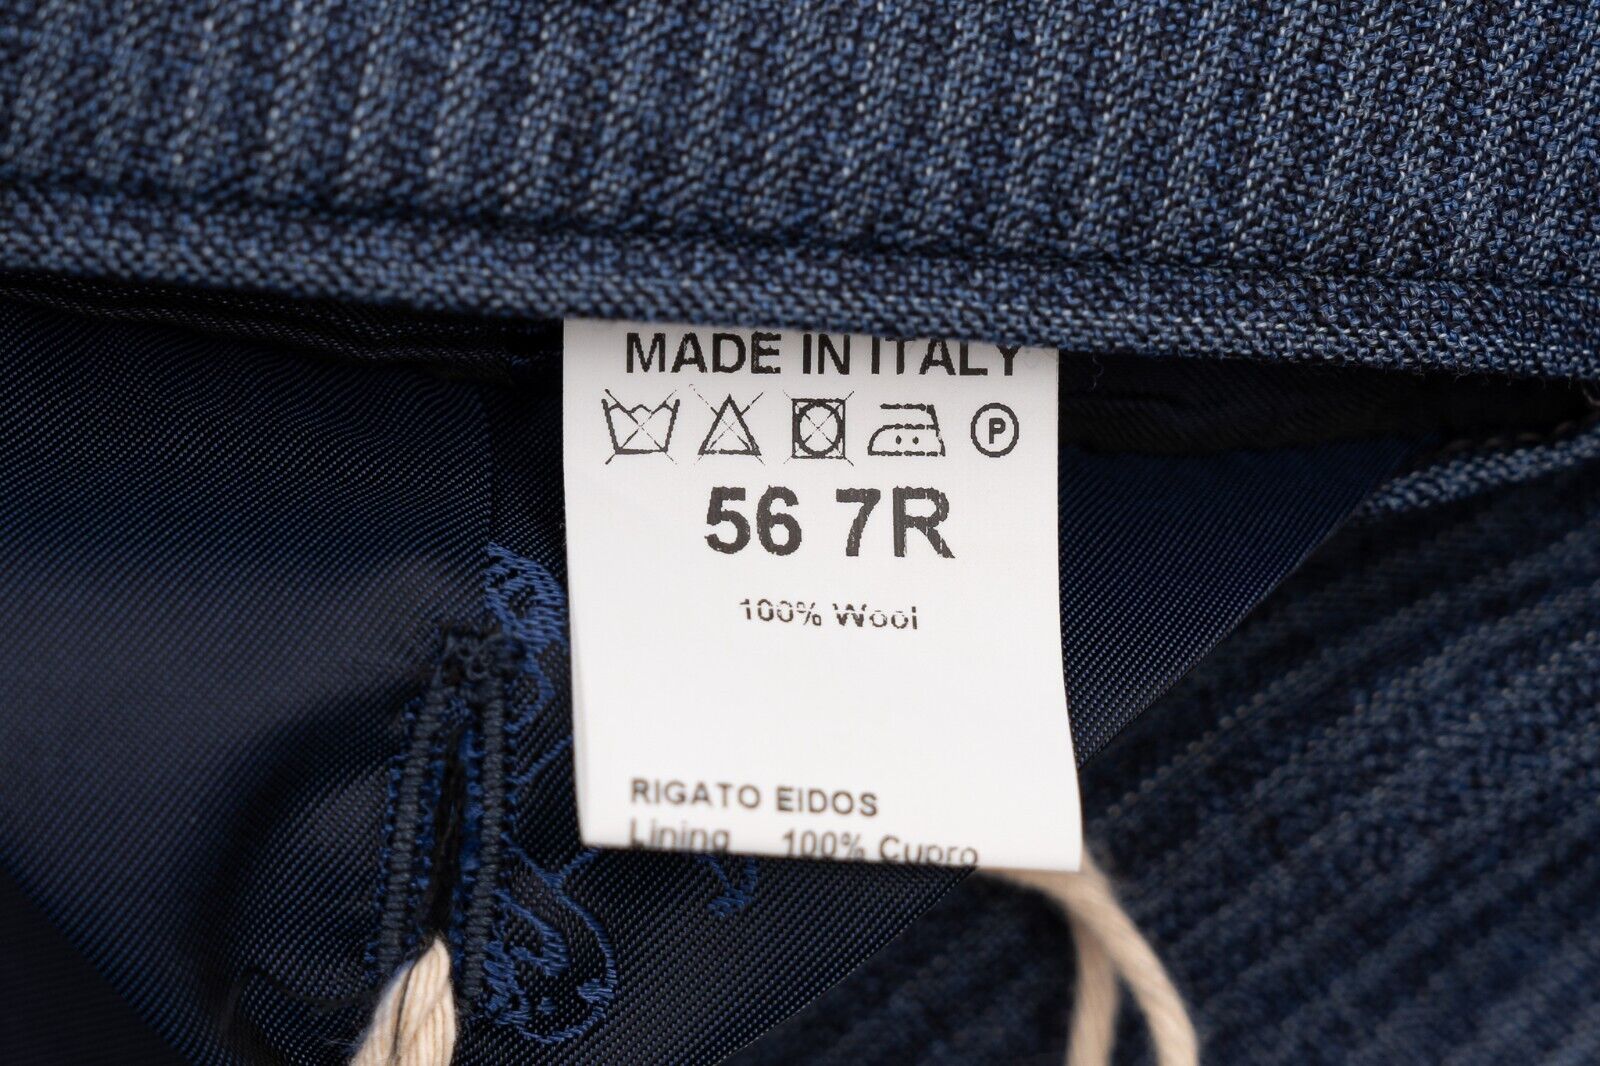 MADE IN ITALY
P
56 7R
100% Wool
RIGATO EIDOS
Lining 100% Cupro